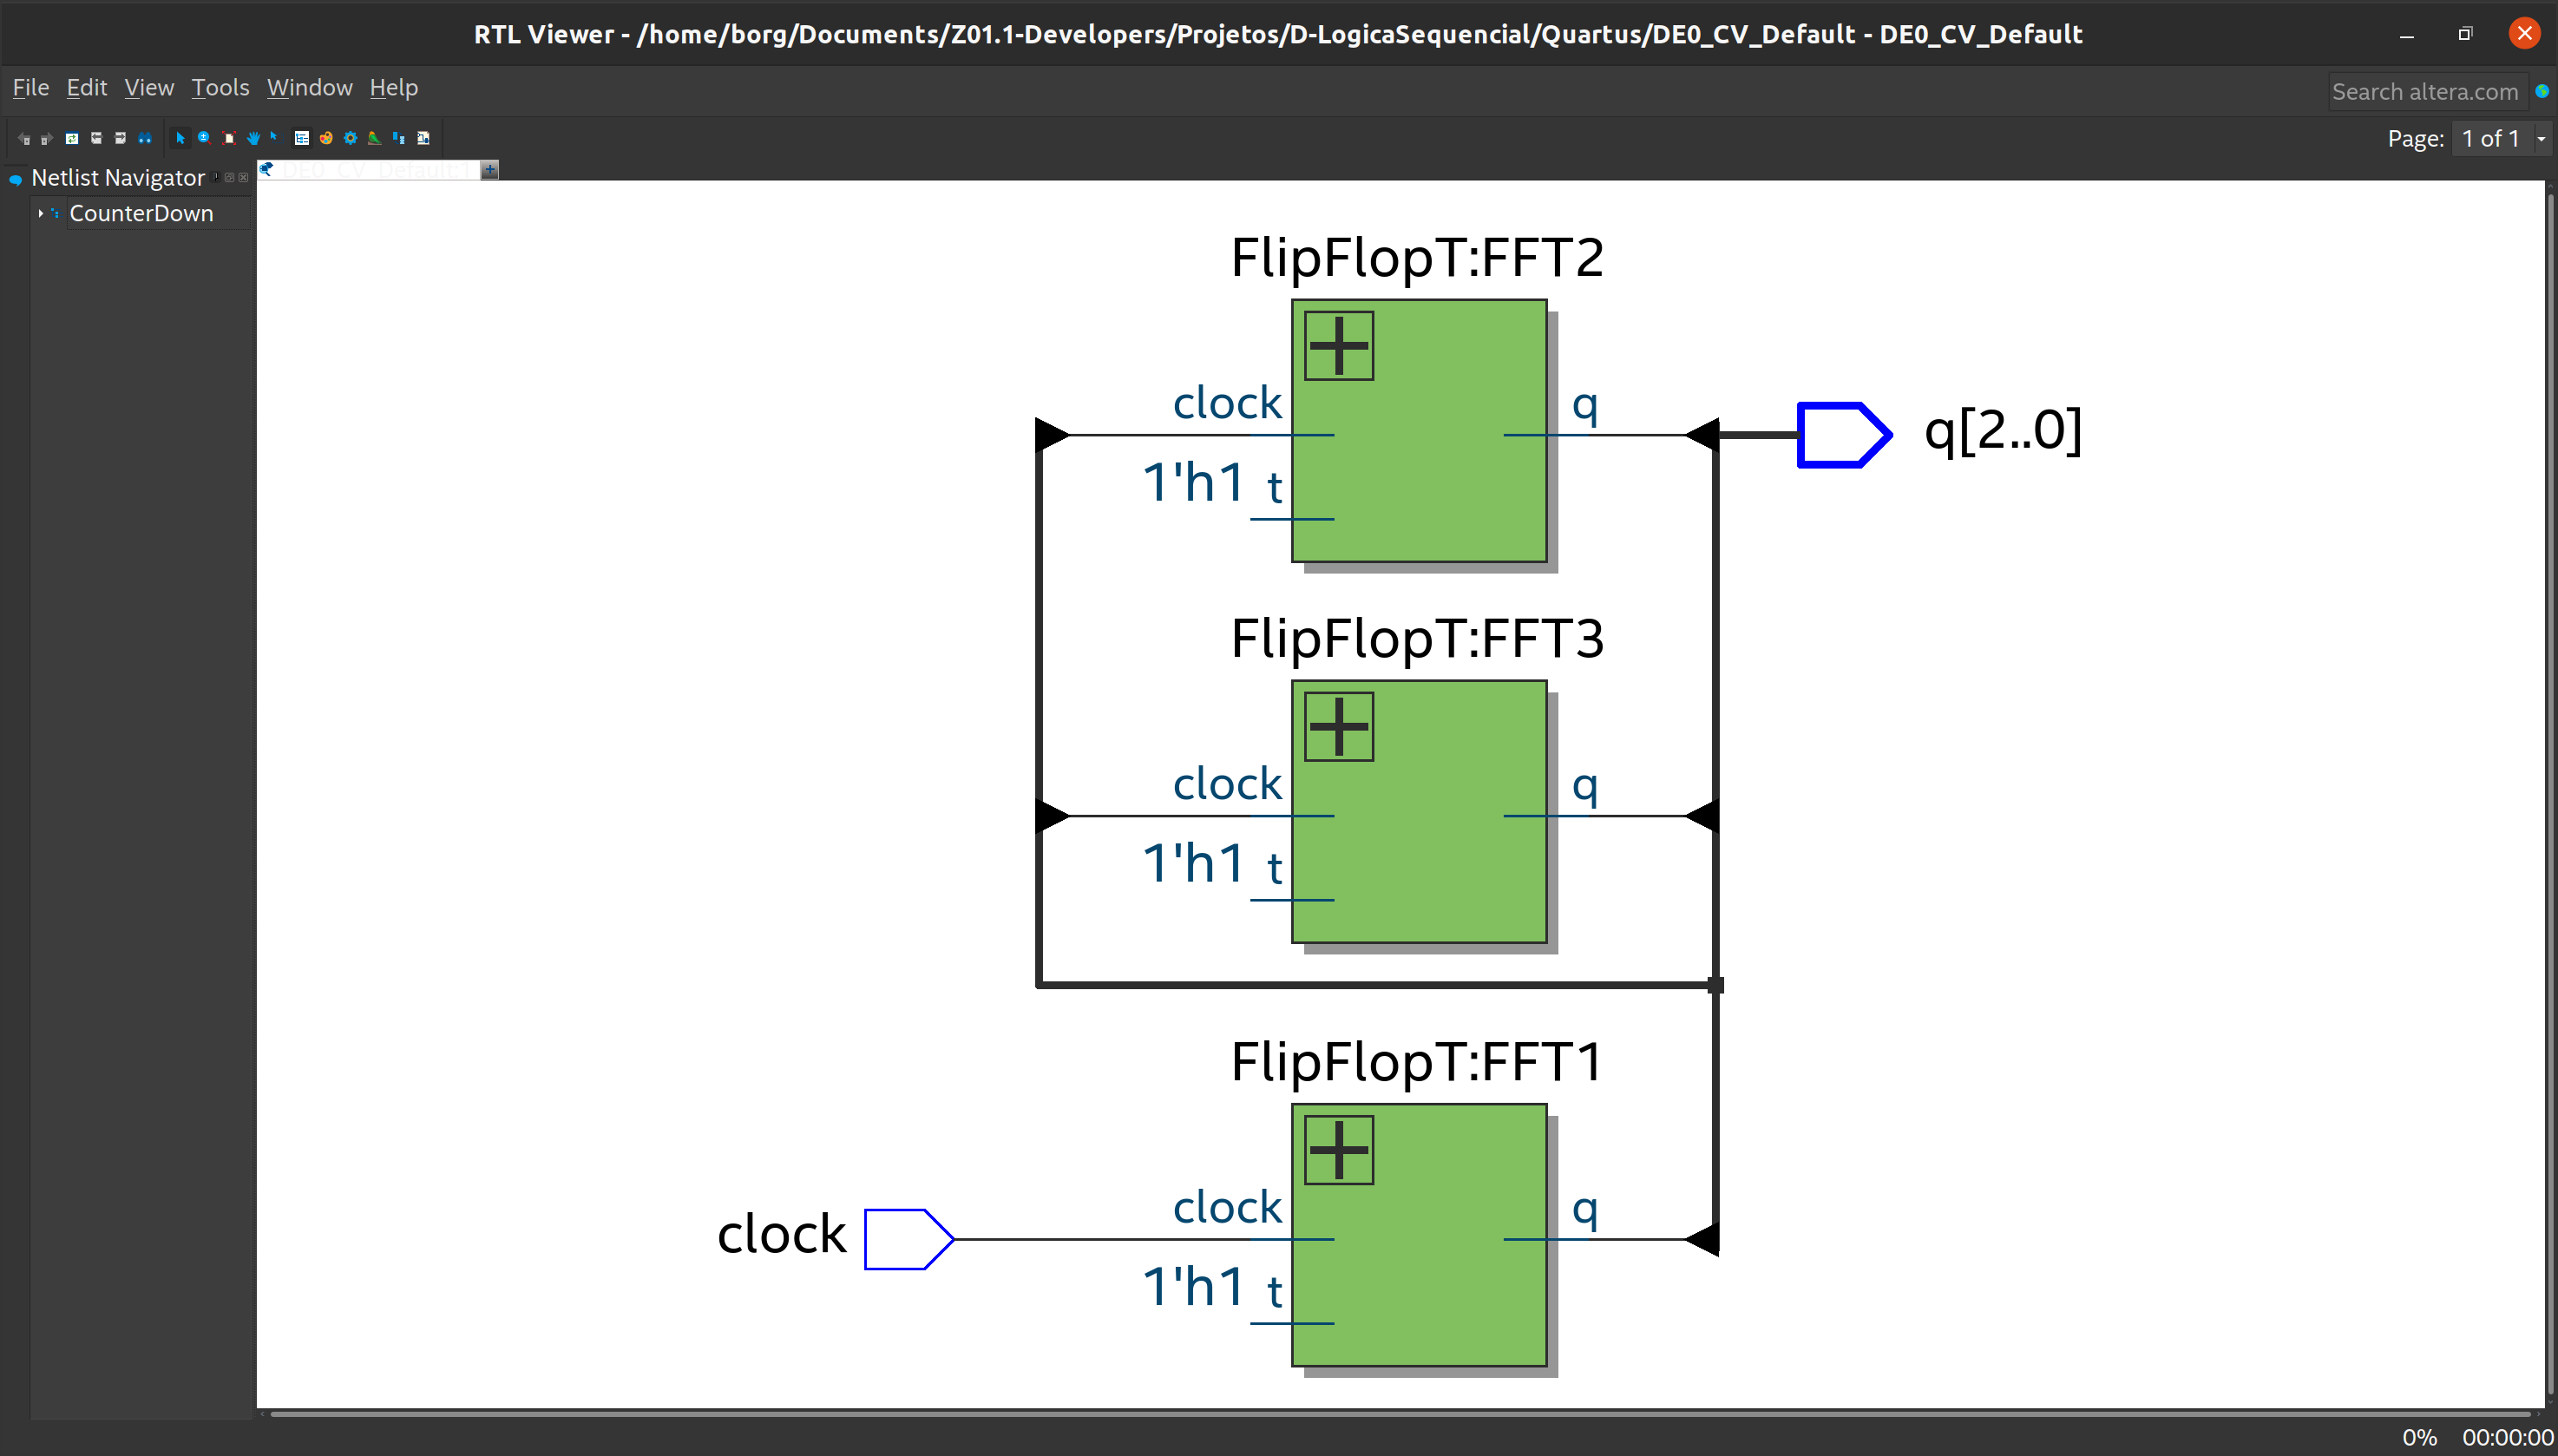 RTL Viewer - /home/borg/Documents/Z01.1-Developers/Projetos/D-LogicaSequencial/Quartus/DE0_CV_Default - DE0_CV_Default
File Edit View Tools Window Help
Search altera.com
Page: 1 of 1
Netlist Navigator
DE0_CV_Default:1
CounterDown
FlipFlopT:FFT2
clock
q
q[2..0]
1'h1 t
FlipFlopT:FFT3
clock
q
1'h1 t
FlipFlopT:FFT1
clock
clock
q
1'h1 t
0% 00:00:00